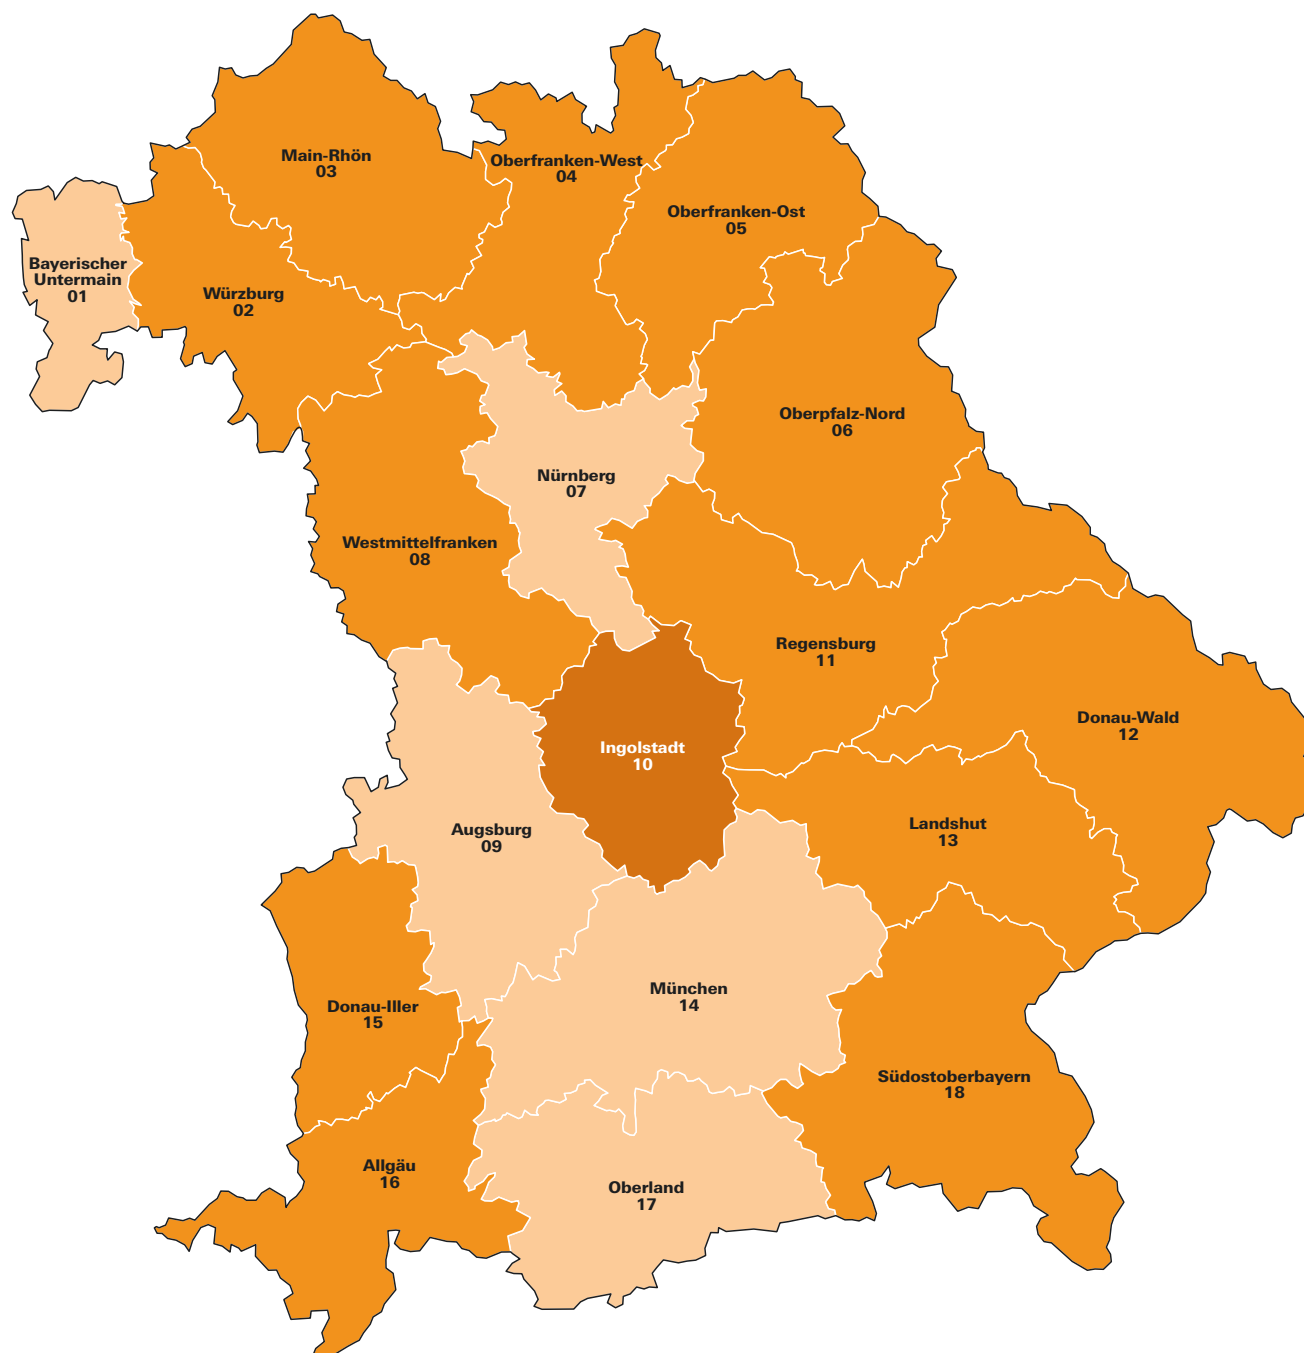 Main-Rhön
03
Oberfranken-West
04
Oberfranken-Ost
05
Bayerischer
Untermain
01
Würzburg
02
Oberpfalz-Nord
06
Nürnberg
07
Westmittelfranken
08
Regensburg
11
Donau-Wald
12
Ingolstadt
10
Augsburg
09
Landshut
13
München
14
Donau-Iller
15
Südostoberbayern
18
Allgäu
16
Oberland
17